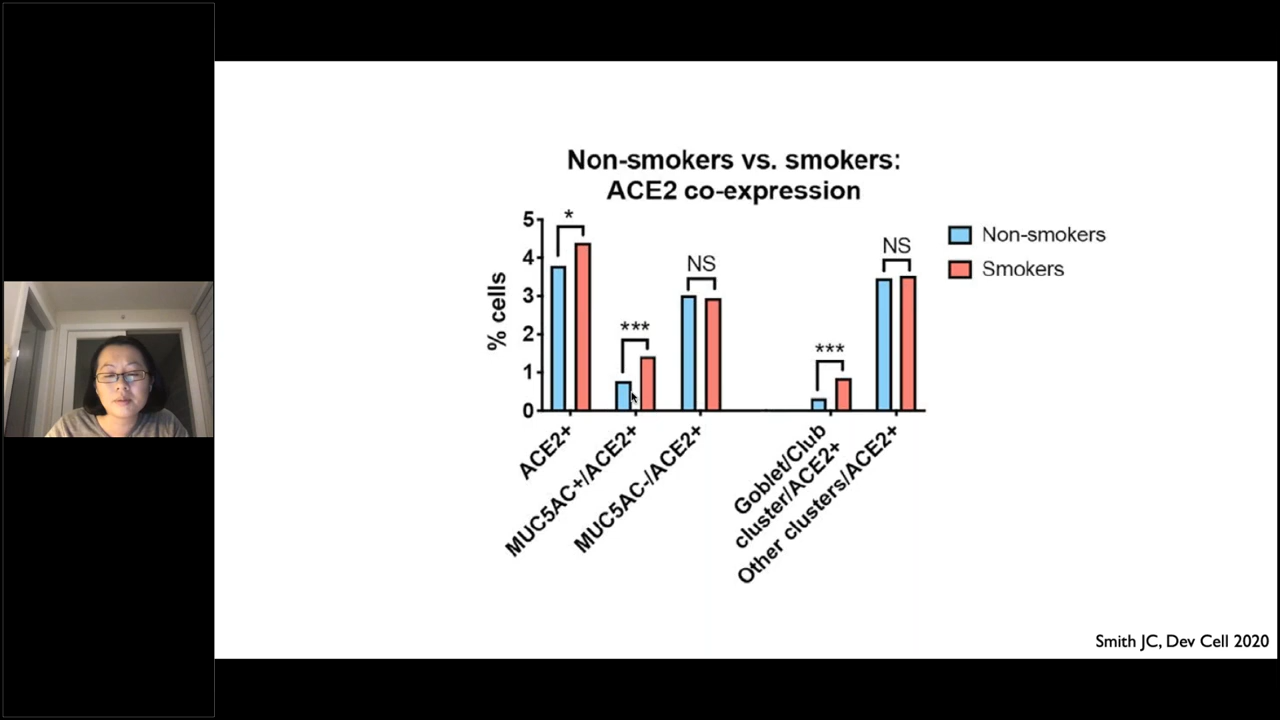 Non-smokers vs. smokers:
ACE2 co-expression
Non-smokers
Smokers
% cells
5
4
3
2
1
0
*
***
NS
***
NS
ACE2+
MUC5AC+/ACE2+
MUC5AC-/ACE2+
Goblet/Club
cluster/ACE2+
Other clusters/ACE2+
Smith JC, Dev Cell 2020